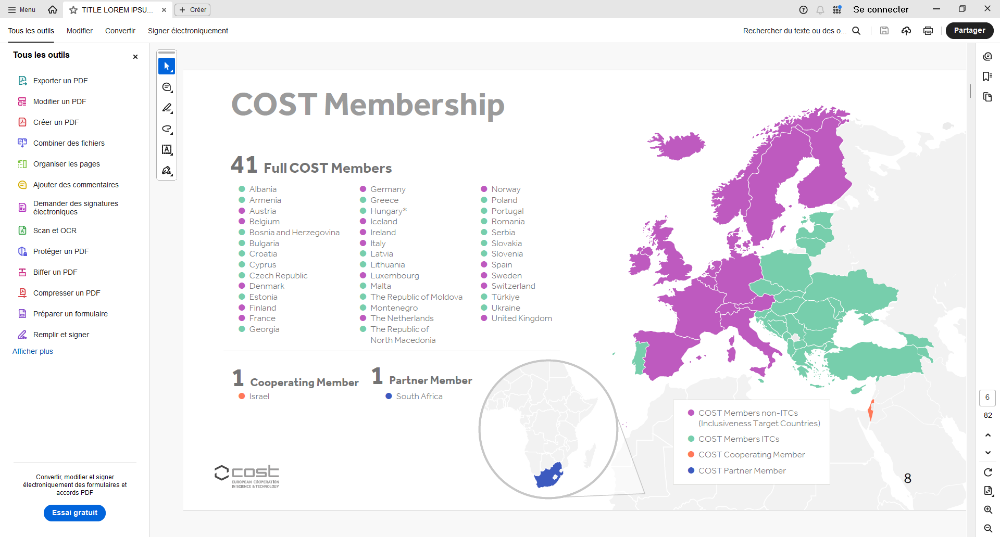 Menu
TITLE LOREM IPSU...
Créer
Se connecter
Tous les outils
Modifier
Convertir
Signer électroniquement
Rechercher du texte ou des o...
Partager
Tous les outils
Exporter un PDF
Modifier un PDF
Créer un PDF
Combiner des fichiers
Organiser les pages
Ajouter des commentaires
Demander des signatures
électroniques
Scan et OCR
Protéger un PDF
Biffer un PDF
Compresser un PDF
Préparer un formulaire
Remplir et signer
Afficher plus
Convertir, modifier et signer
électroniquement des formulaires et
accords PDF
Essai gratuit
COST Membership
41 Full COST Members
Albania
Armenia
Austria
Belgium
Bosnia and Herzegovina
Bulgaria
Croatia
Cyprus
Czech Republic
Denmark
Estonia
Finland
France
Georgia
Germany
Greece
Hungary*
Iceland
Ireland
Italy
Latvia
Lithuania
Luxembourg
Malta
The Republic of Moldova
Montenegro
The Netherlands
The Republic of
North Macedonia
Norway
Poland
Portugal
Romania
Serbia
Slovakia
Slovenia
Spain
Sweden
Switzerland
Türkiye
Ukraine
United Kingdom
1 Cooperating Member
Israel
1 Partner Member
South Africa
COST Members non-ITCs
(Inclusiveness Target Countries)
COST Members ITCs
COST Cooperating Member
COST Partner Member
cost
EUROPEAN COOPERATION
IN SCIENCE & TECHNOLOGY
8
6
82